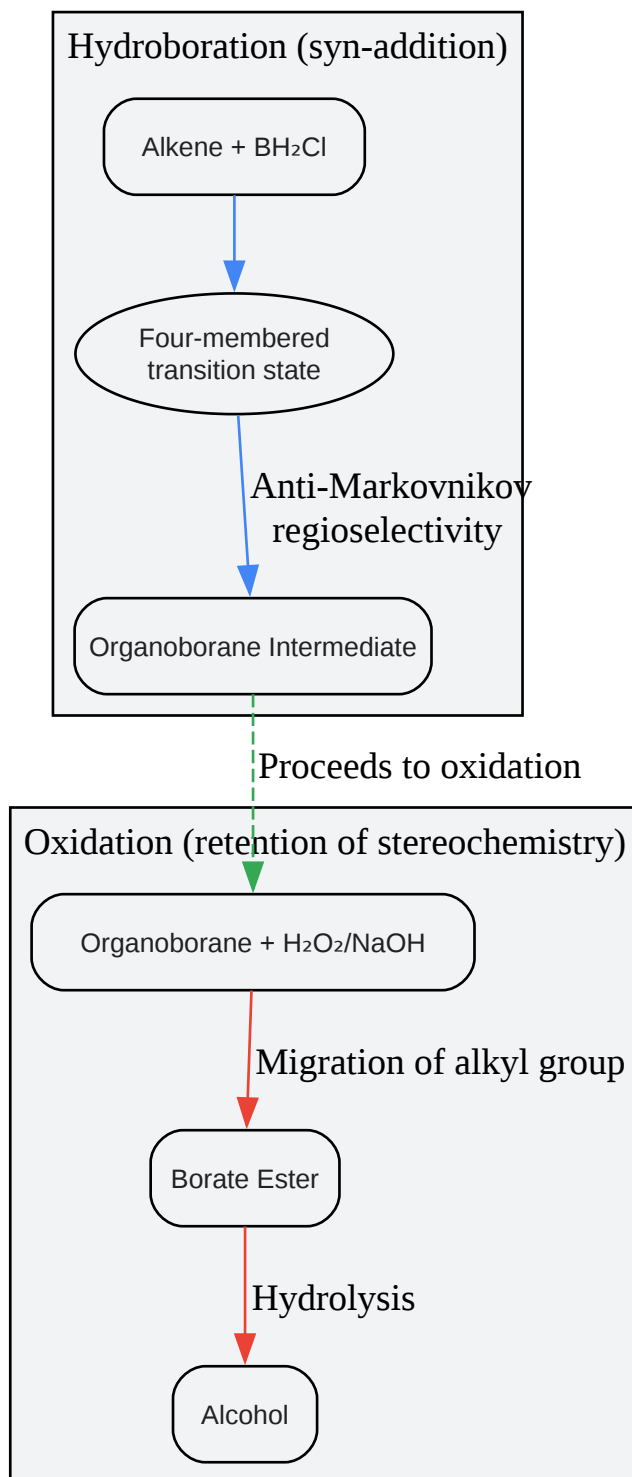 Hydroboration (syn-addition)
Alkene + BH₂Cl
Four-membered
transition state
Anti-Markovnikov
regioselectivity
Organoborane Intermediate
Proceeds to oxidation
Oxidation (retention of stereochemistry)
Organoborane + H₂O₂/NaOH
Migration of alkyl group
Borate Ester
Hydrolysis
Alcohol